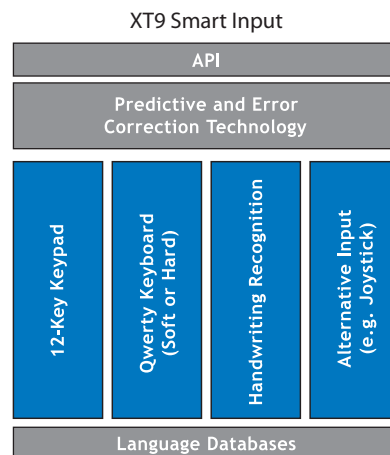 XT9 Smart Input
API
Predictive and Error
Correction Technology
12-Key Keypad
Qwerty Keyboard
(Soft or Hard)
Handwriting Recognition
Alternative Input
(e.g. Joystick)
Language Databases